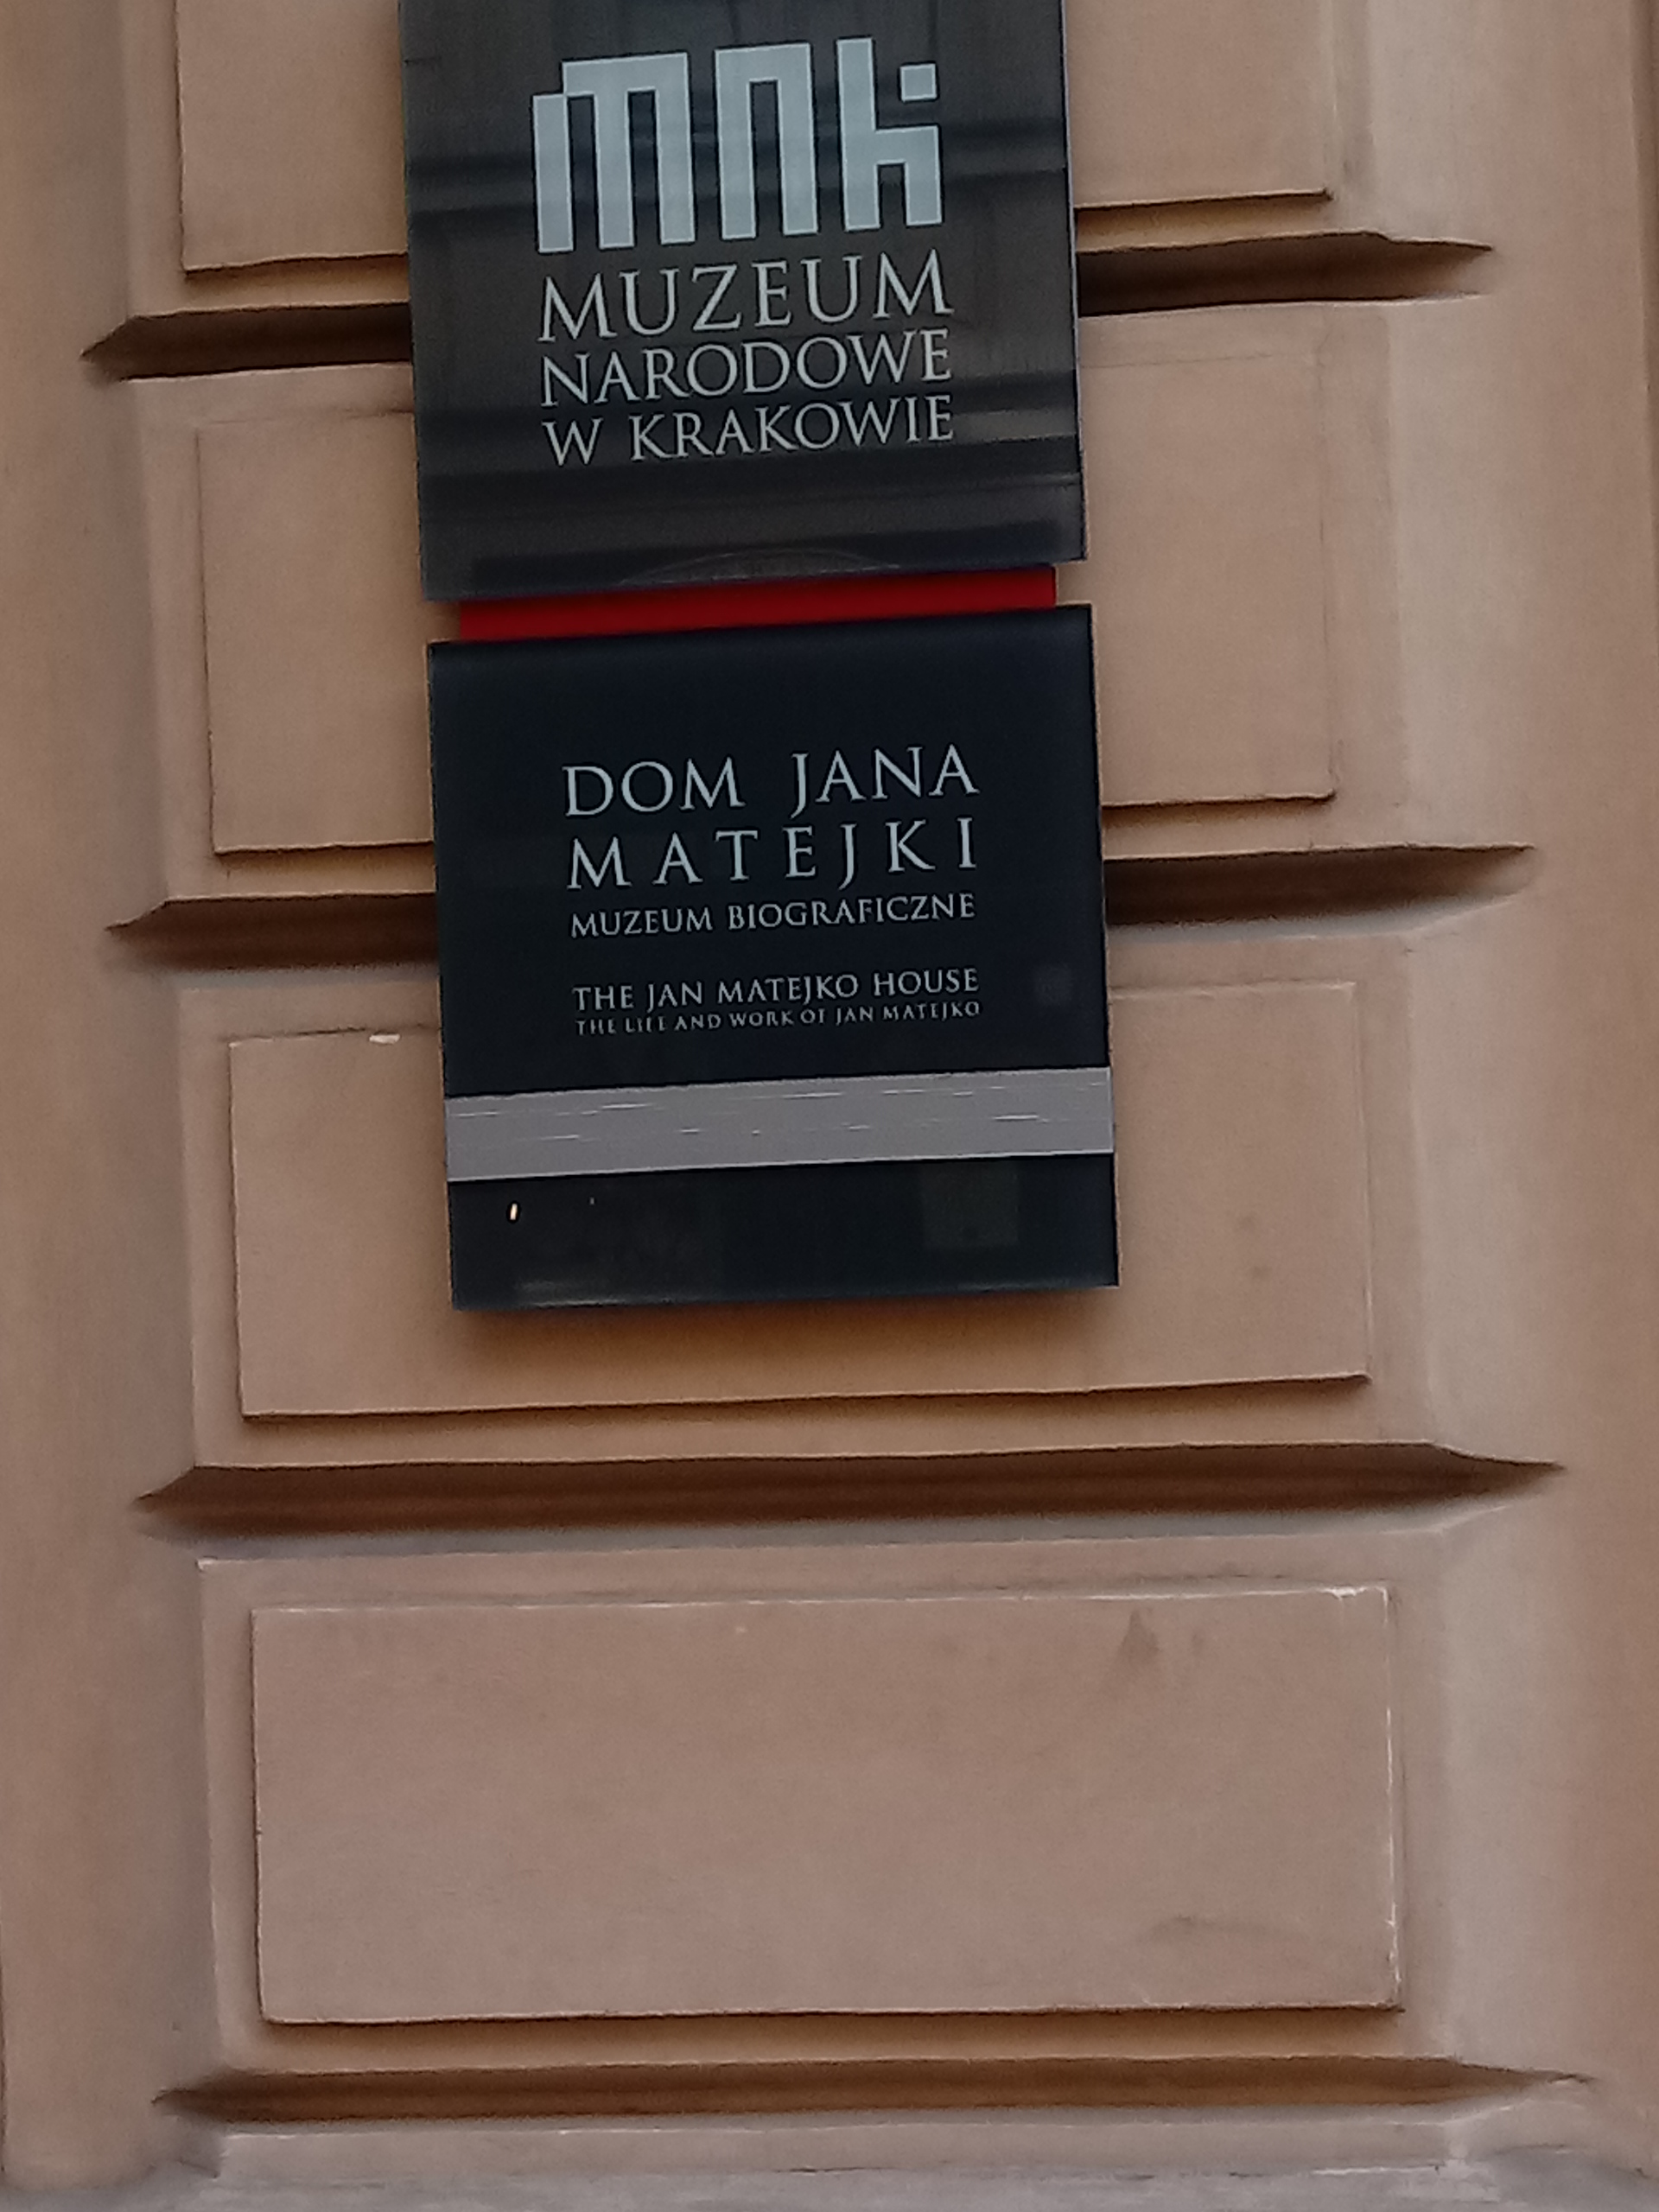 MNK
MUZEUM
NARODOWE
W KRAKOWIE
DOM JANA
MATEJKI
MUZEUM BIOGRAFICZNE
THE JAN MATEJKO HOUSE
THE LIFE AND WORK OF JAN MATEJKO